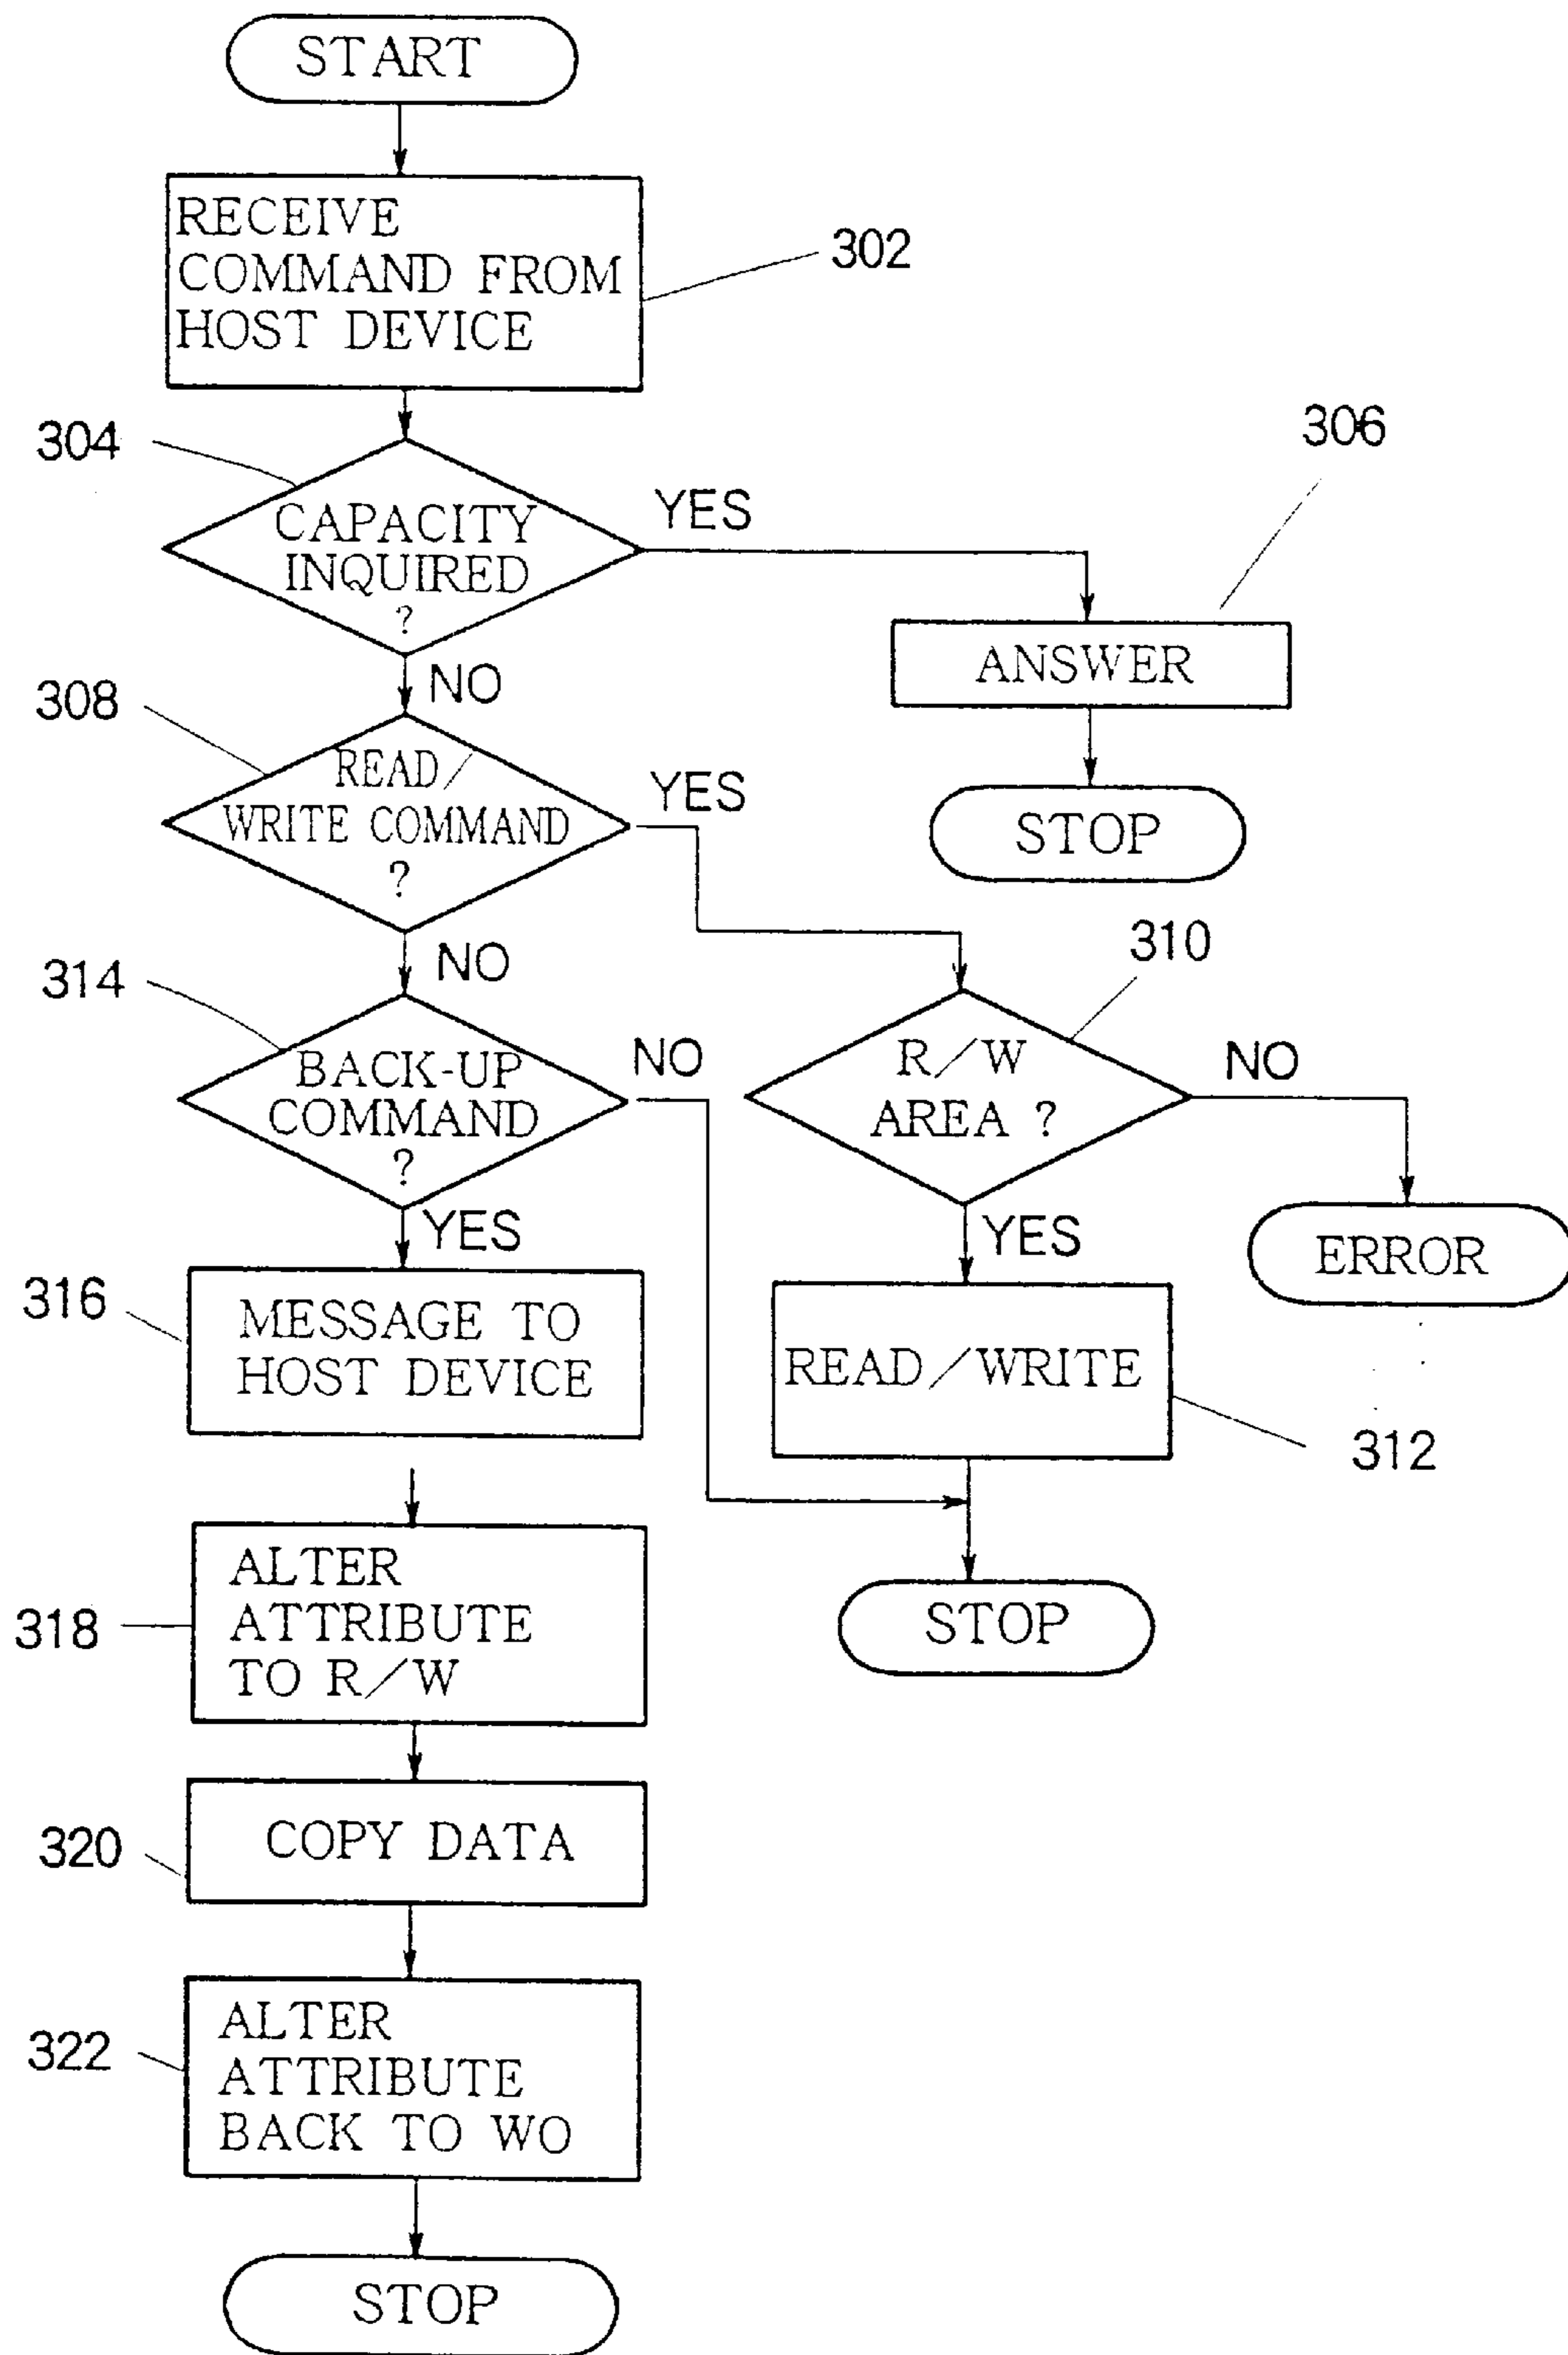 START
RECEIVE
COMMAND FROM
HOST DEVICE
302
304
CAPACITY
INQUIRED
?
YES
306
ANSWER
NO
308
READ/
WRITE COMMAND
?
YES
STOP
NO
310
314
BACK-UP
COMMAND
?
NO
R/W
AREA ?
NO
YES
YES
ERROR
316
MESSAGE TO
HOST DEVICE
READ/WRITE
312
318
ALTER
ATTRIBUTE
TO R/W
STOP
320
COPY DATA
322
ALTER
ATTRIBUTE
BACK TO WO
STOP